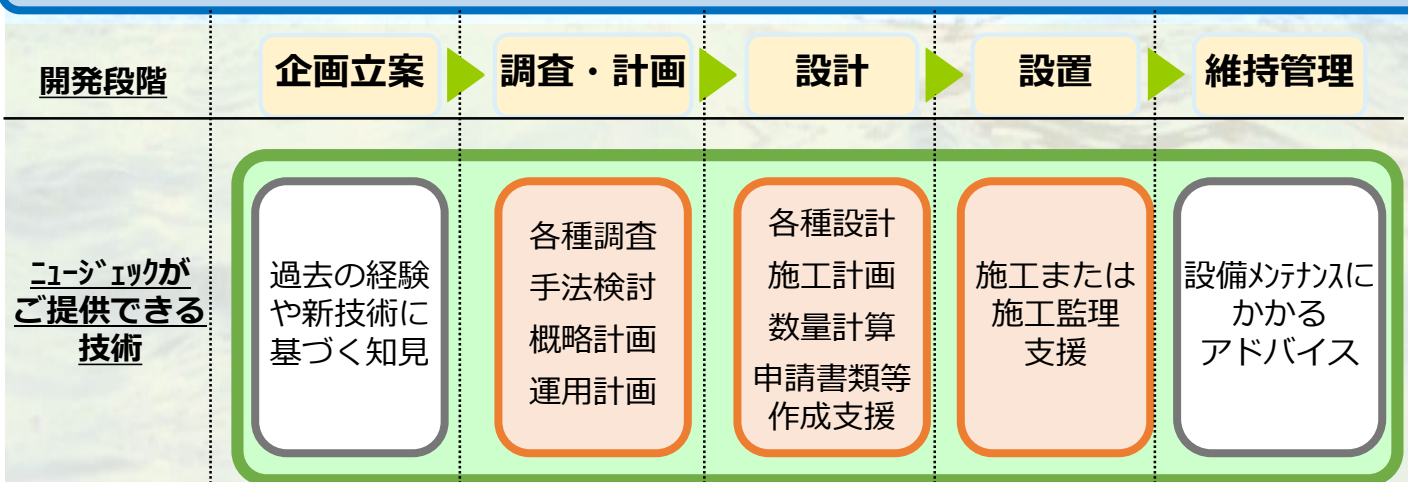 開発段階
企画立案
調査・計画
設計
設置
維持管理
ﾆｭｰｼﾞｪｯｸが
ご提供できる
技術
過去の経験
や新技術に
基づく知見
各種調査
手法検討
概略計画
運用計画
各種設計
施工計画
数量計算
申請書類等
作成支援
施工または
施工監理
支援
設備ﾒﾝﾃﾅﾝｽに
かかる
アドバイス